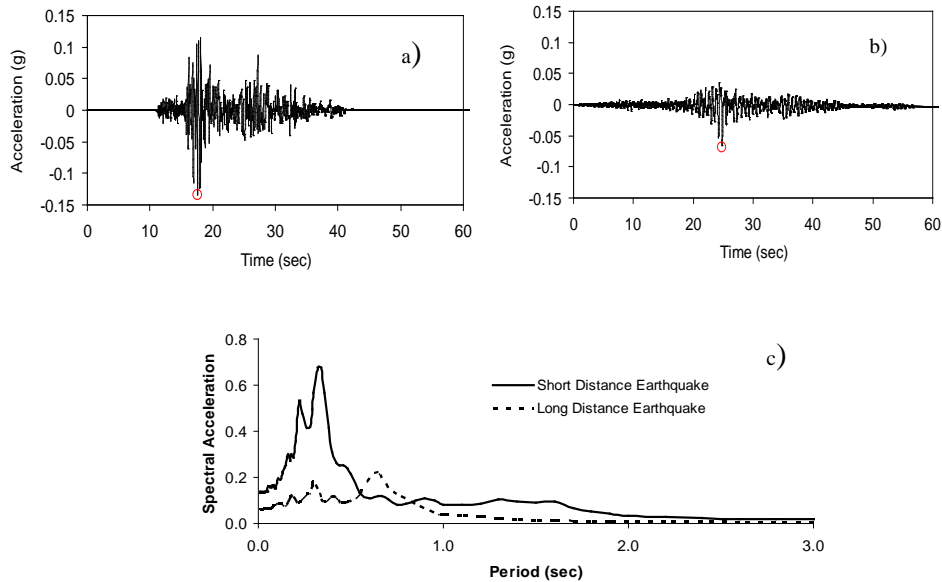 a)
Acceleration (g)
0.15
0.1
0.05
0
-0.05
-0.1
-0.15
0 10 20 30 40 50 60
Time (sec)
b)
Acceleration (g)
0.15
0.1
0.05
0
-0.05
-0.1
-0.15
0 10 20 30 40 50 60
Time (sec)
c)
Spectral Acceleration
0.8
0.6
0.4
0.2
0.0
Short Distance Earthquake
Long Distance Earthquake
0.0 1.0 2.0 3.0
Period (sec)